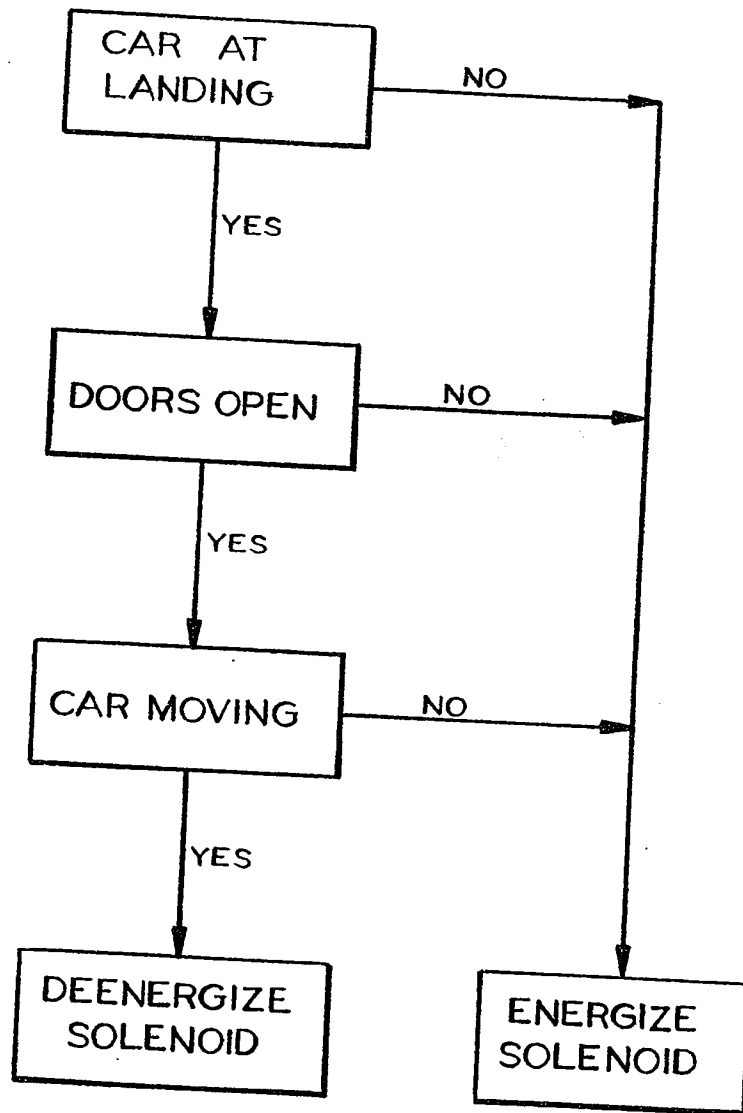 CAR AT
LANDING
NO
YES
DOORS OPEN
NO
YES
CAR MOVING
NO
YES
DEENERGIZE
SOLENOID
ENERGIZE
SOLENOID